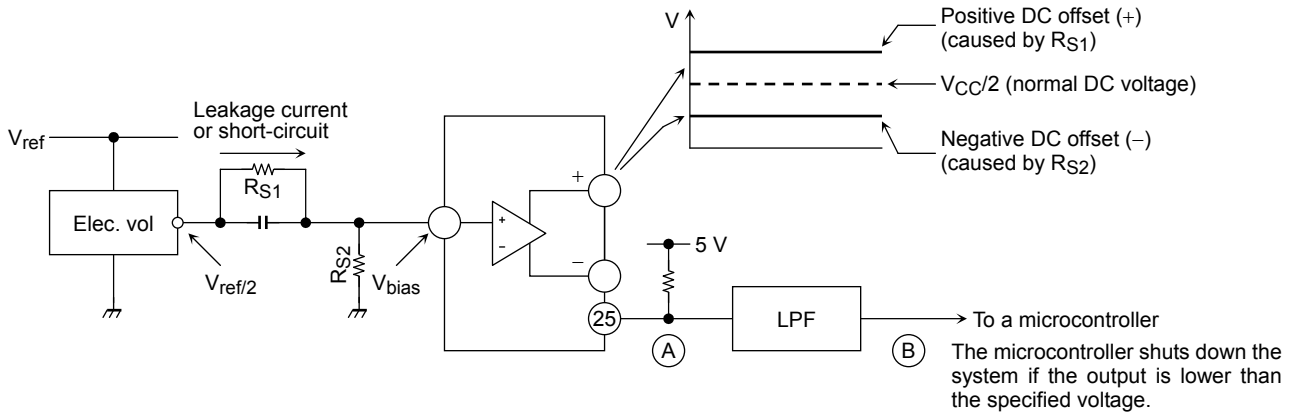 V
Positive DC offset (+)
(caused by RS1)
VCC/2 (normal DC voltage)
Negative DC offset (−)
(caused by RS2)
Leakage current
or short-circuit
Vref
RS1
Elec. vol
Vref/2
RS2
Vbias
+
−
+
−
5 V
25
LPF
To a microcontroller
A
B
The microcontroller shuts down the
system if the output is lower than
the specified voltage.